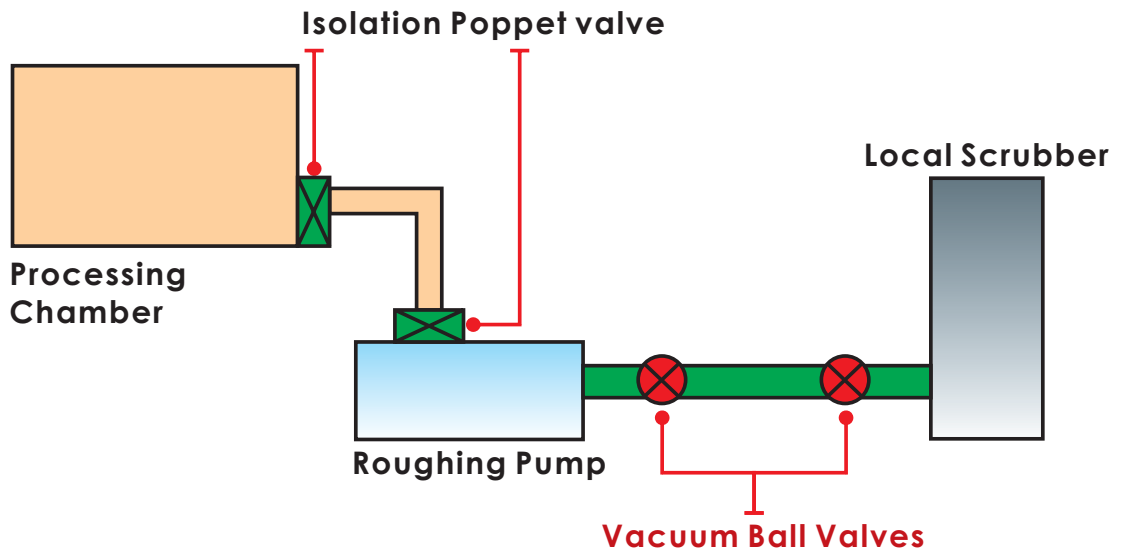 Isolation Poppet valve
Local Scrubber
Processing
Chamber
Roughing Pump
Vacuum Ball Valves